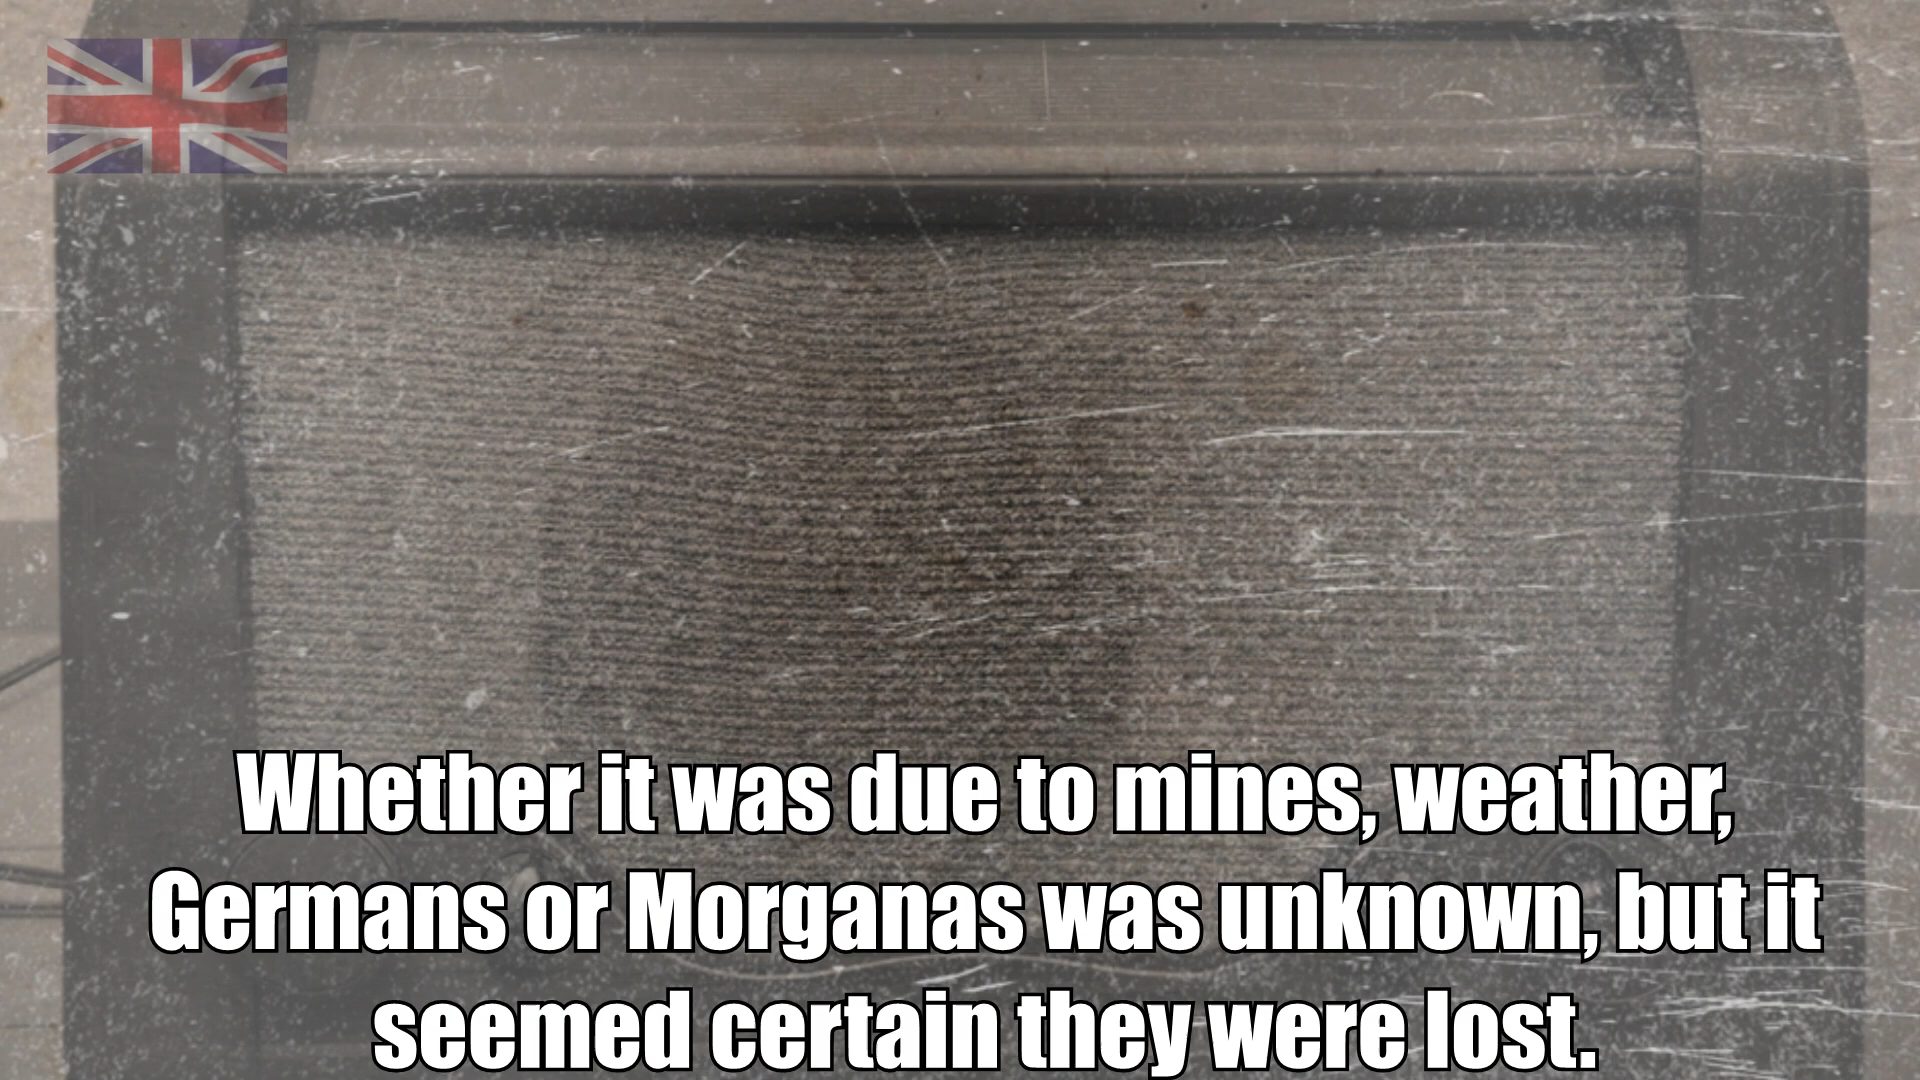 Whether it was due to mines, weather,
Germans or Morganas was unknown, but it
seemed certain they were lost.